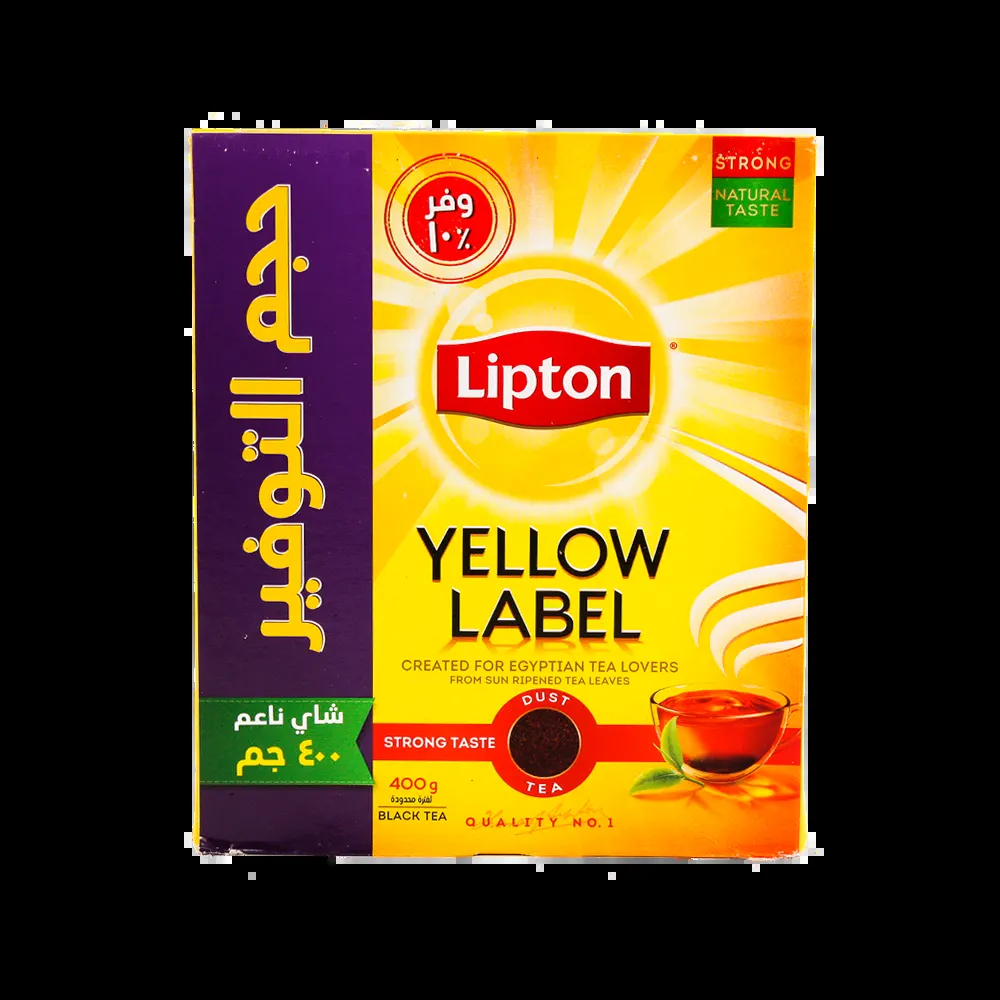 حجم التوفير
شاي ناعم
٤٠٠ جم
وفر
١٠٪
STRONG
NATURAL
TASTE
Lipton
®
YELLOW
LABEL
CREATED FOR EGYPTIAN TEA LOVERS
FROM SUN RIPENED TEA LEAVES
STRONG TASTE
DUST
TEA
400 g
لفترة محدودة
BLACK TEA
QUALITY NO.1